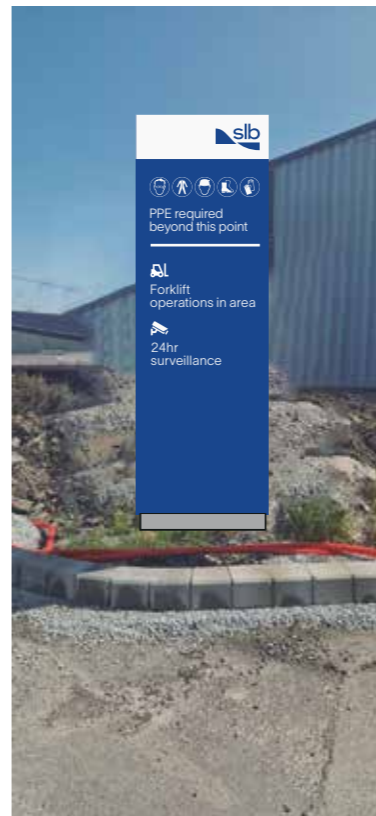 slb
PPE required
beyond this point
Forklift
operations in area
24hr
surveillance